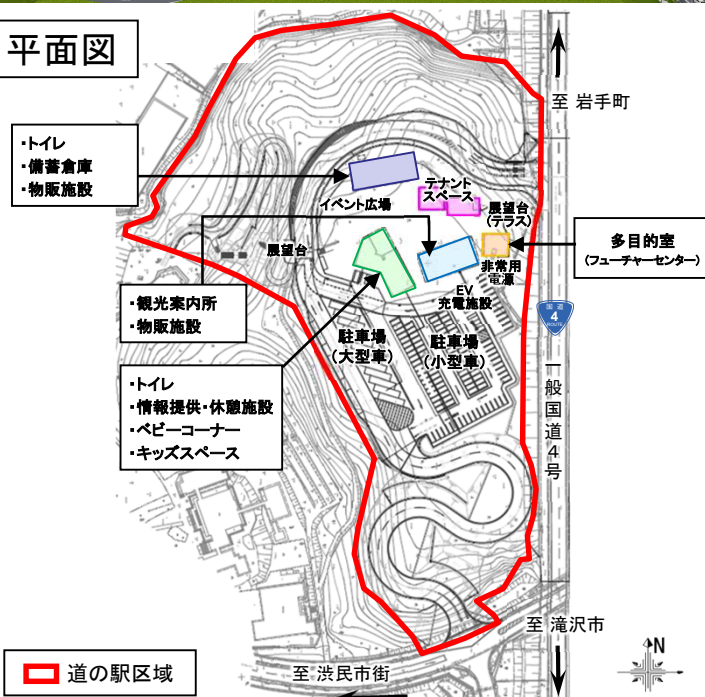 平面図
至 岩手町
・トイレ
・備蓄倉庫
・物販施設
イベント広場
テナント
スペース
展望台
(テラス)
多目的室
(フューチャーセンター)
展望台
非常用
電源
EV
充電施設
・観光案内所
・物販施設
国道
4
ROUTE
駐車場
(大型車)
駐車場
(小型車)
一般国道4号
・トイレ
・情報提供・休憩施設
・ベビーコーナー
・キッズスペース
至 滝沢市
至 渋民市街
道の駅区域
N